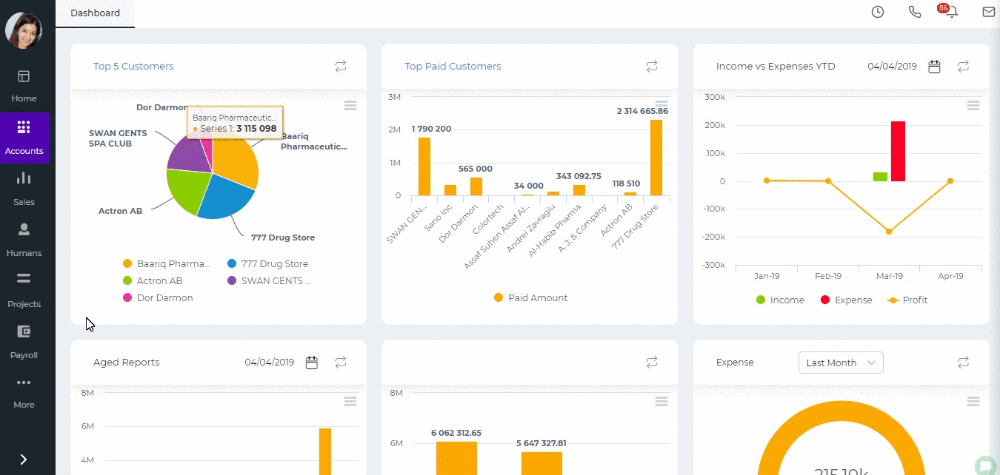 Dashboard
86
Home
Accounts
Sales
Humans
Projects
Payroll
More
Top 5 Customers
Dor Darmon
Baariq Pharmaceutic...
Series 1: 3 115 098
SWAN GENTS
SPA CLUB
Baariq
Pharmaceutic...
Actron AB
777 Drug Store
Baariq Pharma...
777 Drug Store
Actron AB
SWAN GENTS ...
Dor Darmon
Top Paid Customers
3M
2M
1M
0
1 790 200
565 000
34 000
343 092.75
118 510
2 314 665.86
SWAN GEN...
Sano Inc
Dor Darmon
Colortech
Assaf Suhen Assaf Al...
Andrei Zavragiu
Al-Habib Pharma
A. J. & Company
Actron AB
777 Drug Store
Paid Amount
Income vs Expenses YTD
04/04/2019
300k
200k
100k
0
-100k
-200k
-300k
Jan-19
Feb-19
Mar-19
Apr-19
Income
Expense
Profit
Aged Reports
04/04/2019
8M
6M
4M
8M
6M
6 062 312.65
5 647 327.81
Expense
Last Month
215.10k